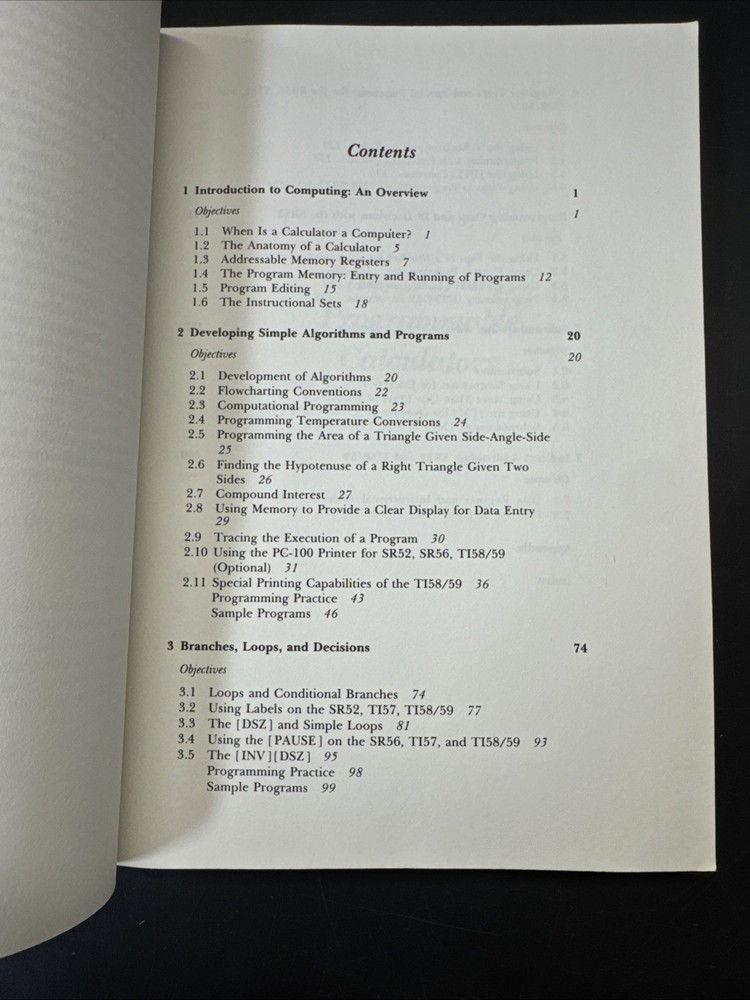 Contents
1 Introduction to Computing: An Overview 1
Objectives 1
1.1 When Is a Calculator a Computer? 1
1.2 The Anatomy of a Calculator 5
1.3 Addressable Memory Registers 7
1.4 The Program Memory: Entry and Running of Programs 12
1.5 Program Editing 15
1.6 The Instructional Sets 18
2 Developing Simple Algorithms and Programs 20
Objectives 20
2.1 Development of Algorithms 20
2.2 Flowcharting Conventions 22
2.3 Computational Programming 23
2.4 Programming Temperature Conversions 24
2.5 Programming the Area of a Triangle Given Side-Angle-Side
25
2.6 Finding the Hypotenuse of a Right Triangle Given Two
Sides 26
2.7 Compound Interest 27
2.8 Using Memory to Provide a Clear Display for Data Entry
29
2.9 Tracing the Execution of a Program 30
2.10 Using the PC-100 Printer for SR52, SR56, TI58/59
(Optional) 31
2.11 Special Printing Capabilities of the TI58/59 36
Programming Practice 43
Sample Programs 46
3 Branches, Loops, and Decisions 74
Objectives
3.1 Loops and Conditional Branches 74
3.2 Using Labels on the SR52, TI57, TI58/59 77
3.3 The [DSZ] and Simple Loops 81
3.4 Using the [PAUSE] on the SR56, TI57, and TI58/59 93
3.5 The [INV][DSZ] 95
Programming Practice 98
Sample Programs 99